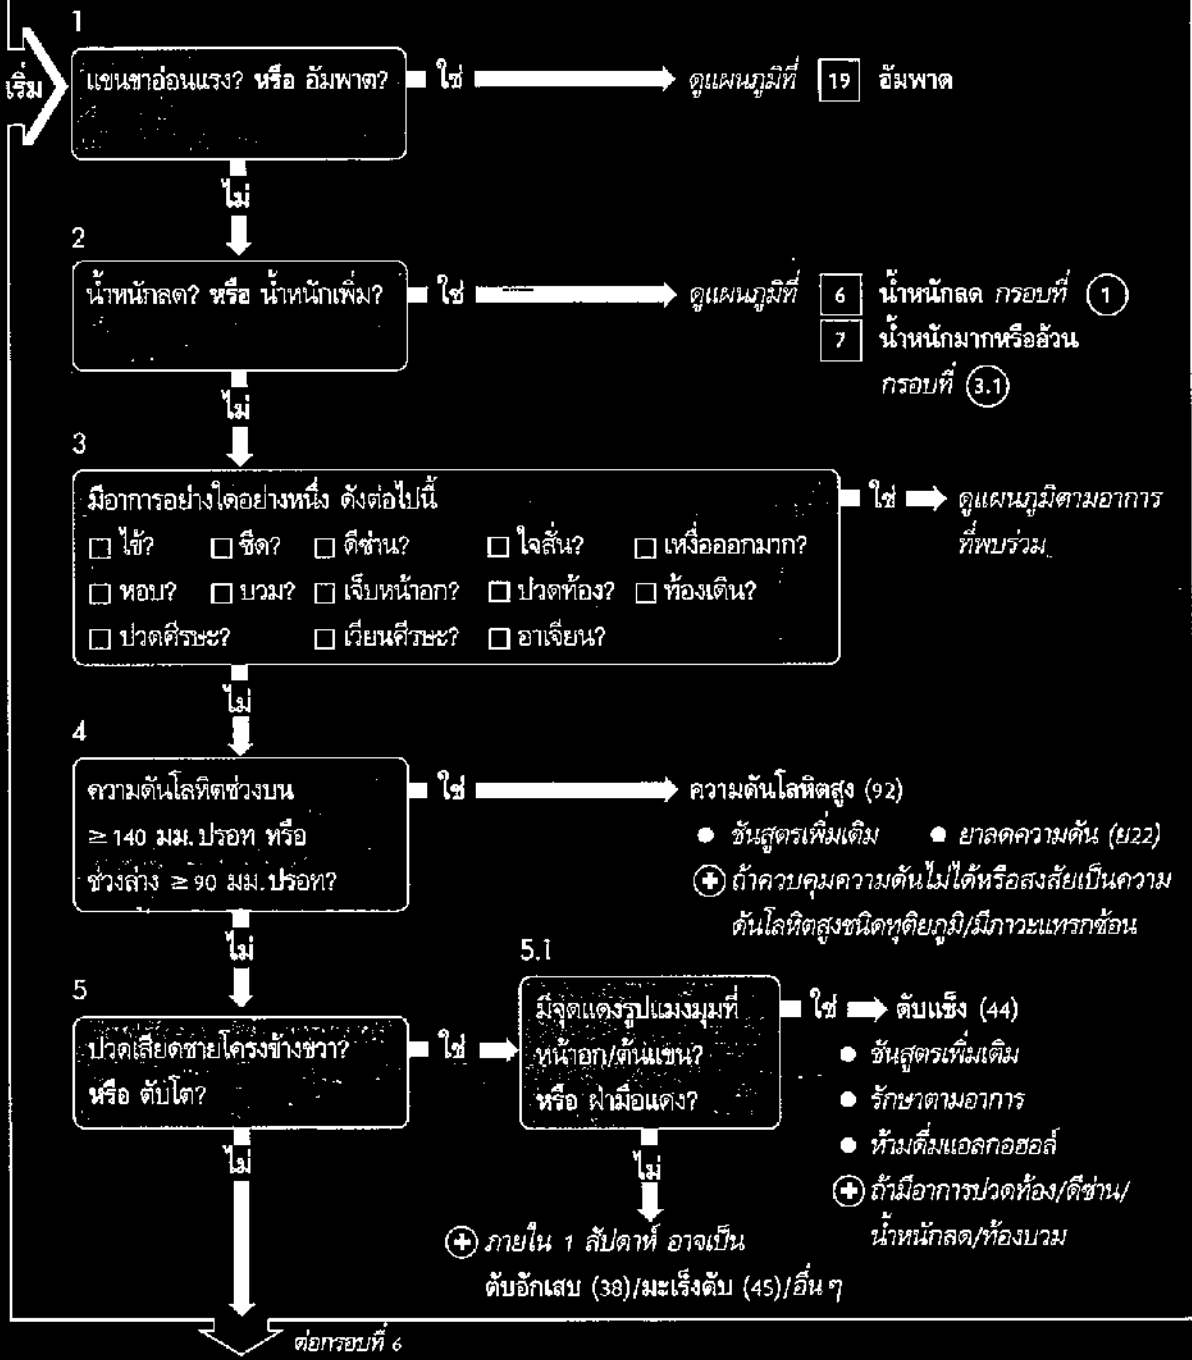 1
เริ่ม
แขนขาอ่อนแรง? หรือ อัมพาต?
ใช่
ดูแผนภูมิที่ 19 อัมพาต
ไม่
2
น้ำหนักลด? หรือ น้ำหนักเพิ่ม?
ใช่
ดูแผนภูมิที่ 6 น้ำหนักลด กรอบที่ 1
7 น้ำหนักมากหรืออ้วน
กรอบที่ 3.1
ไม่
3
มีอาการอย่างใดอย่างหนึ่ง ดังต่อไปนี้
ไข้? ซีด? ดีซ่าน? ใจสั่น? เหงื่อออกมาก?
หอบ? บวม? เจ็บหน้าอก? ปวดท้อง? ท้องเดิน?
ปวดศีรษะ? เวียนศีรษะ? อาเจียน?
ใช่
ดูแผนภูมิตามอาการ
ที่พบร่วม
ไม่
4
ความดันโลหิตช่วงบน
≥ 140 มม.ปรอท หรือ
ช่วงล่าง ≥ 90 มม.ปรอท?
ใช่
ความดันโลหิตสูง (92)
● ชันสูตรเพิ่มเติม ● ยาลดความดัน (ย22)
⊕ ถ้าควบคุมความดันไม่ได้หรือสงสัยเป็นความ
ดันโลหิตสูงชนิดทุติยภูมิ/มีภาวะแทรกซ้อน
ไม่
5
ปวดเสียดชายโครงข้างขวา?
หรือ ตับโต?
ใช่
5.1
มีจุดแดงรูปแมงมุมที่
หน้าอก/ต้นแขน?
หรือ ฝ่ามือแดง?
ใช่
ตับแข็ง (44)
● ชันสูตรเพิ่มเติม
● รักษาตามอาการ
● ห้ามดื่มแอลกอฮอล์
⊕ ถ้ามีอาการปวดท้อง/ดีซ่าน/
น้ำหนักลด/ท้องบวม
ไม่
ไม่
⊕ ภายใน 1 สัปดาห์ อาจเป็น
ตับอักเสบ (38)/มะเร็งตับ (45)/อื่นๆ
ต่อกรอบที่ 6